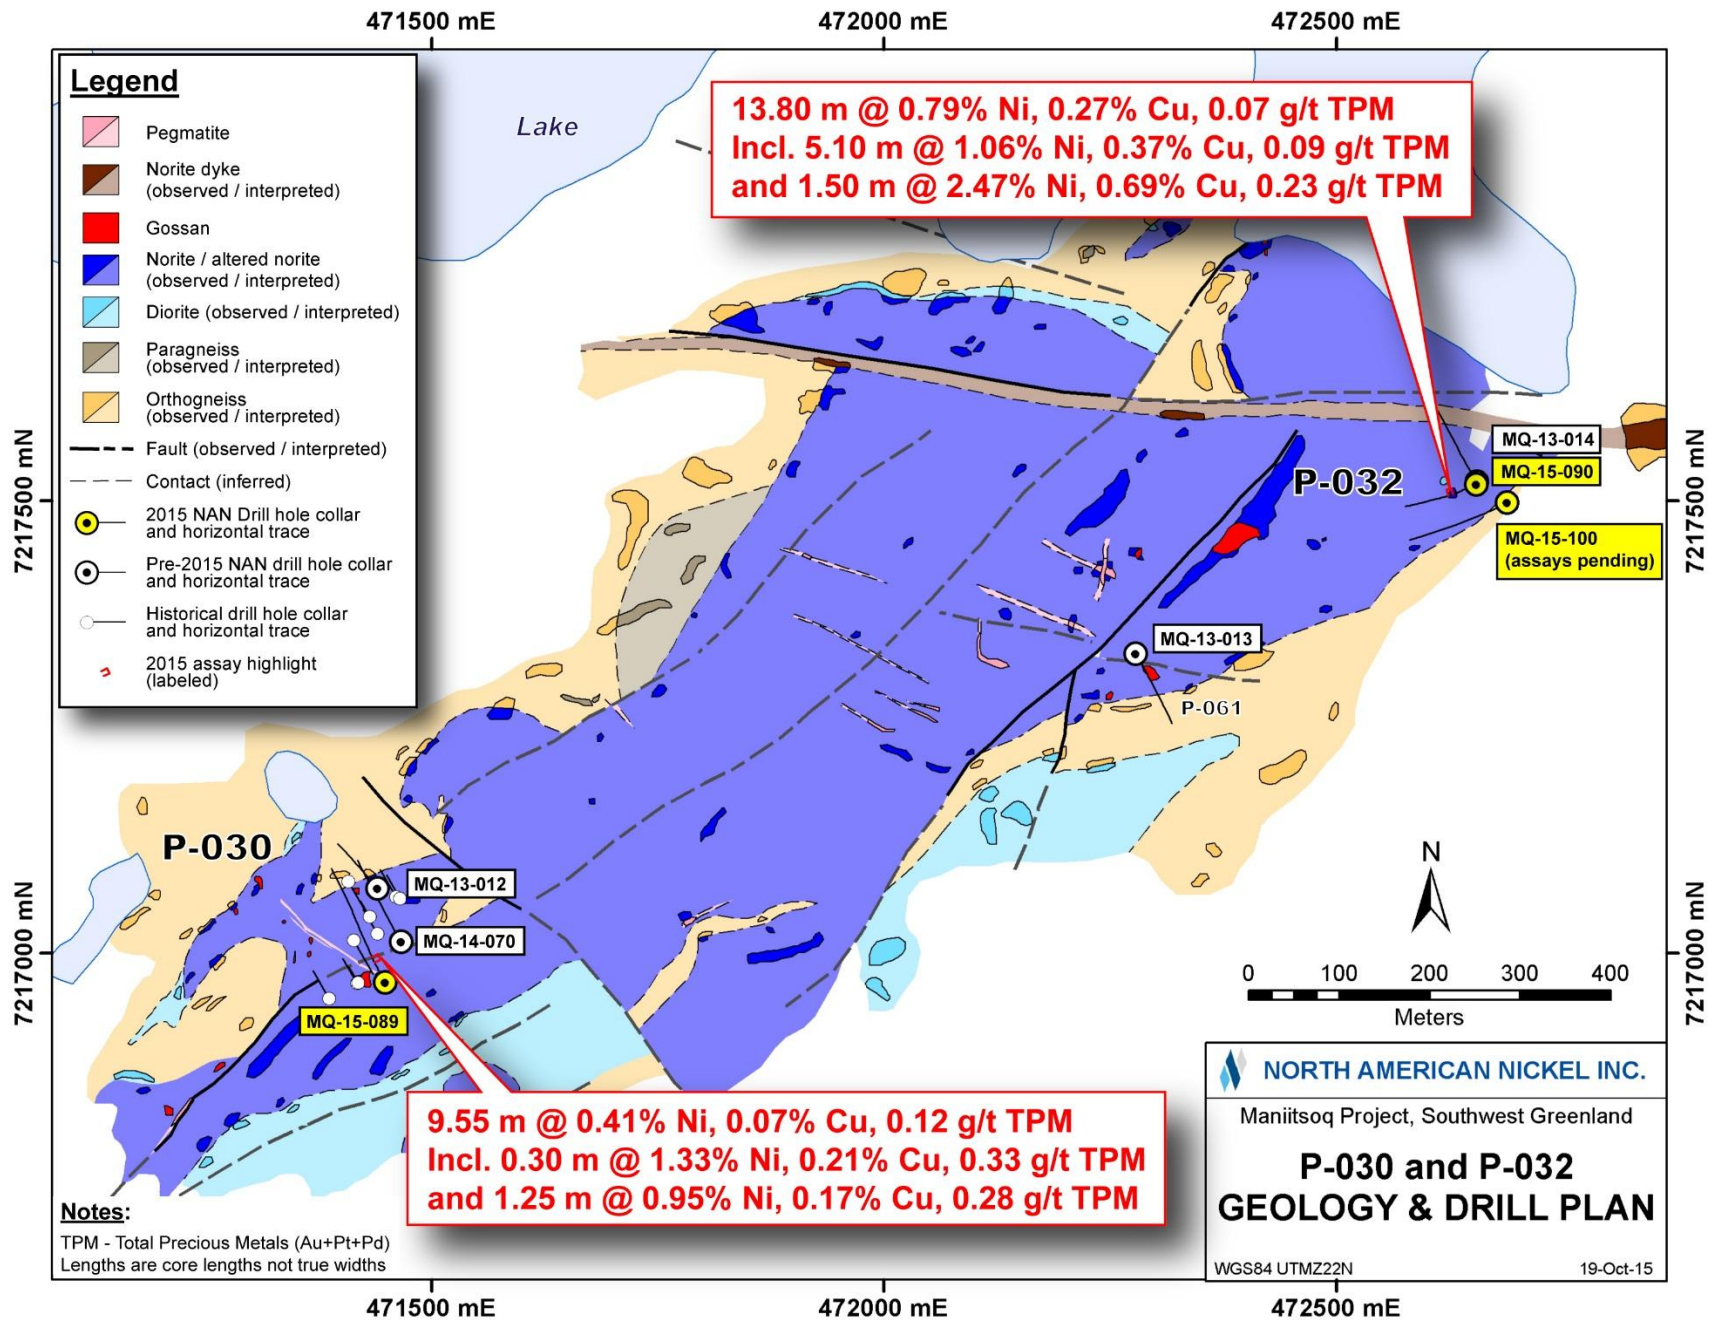 471500 mE
472000 mE
472500 mE
Legend
Pegmatite
Norite dyke
(observed / interpreted)
Gossan
Norite / altered norite
(observed / interpreted)
Diorite (observed / interpreted)
Paragneiss
(observed / interpreted)
Orthogneiss
(observed / interpreted)
Fault (observed / interpreted)
Contact (inferred)
2015 NAN Drill hole collar
and horizontal trace
Pre-2015 NAN drill hole collar
and horizontal trace
Historical drill hole collar
and horizontal trace
2015 assay highlight
(labeled)
Lake
13.80 m @ 0.79% Ni, 0.27% Cu, 0.07 g/t TPM
Incl. 5.10 m @ 1.06% Ni, 0.37% Cu, 0.09 g/t TPM
and 1.50 m @ 2.47% Ni, 0.69% Cu, 0.23 g/t TPM
7217500 mN
7217500 mN
P-032
MQ-13-014
MQ-15-090
MQ-15-100
(assays pending)
MQ-13-013
P-061
P-030
MQ-13-012
MQ-14-070
MQ-15-089
7217000 mN
7217000 mN
N
0 100 200 300 400
Meters
9.55 m @ 0.41% Ni, 0.07% Cu, 0.12 g/t TPM
Incl. 0.30 m @ 1.33% Ni, 0.21% Cu, 0.33 g/t TPM
and 1.25 m @ 0.95% Ni, 0.17% Cu, 0.28 g/t TPM
NORTH AMERICAN NICKEL INC.
Maniitsoq Project, Southwest Greenland
P-030 and P-032
GEOLOGY & DRILL PLAN
WGS84 UTMZ22N
19-Oct-15
Notes:
TPM - Total Precious Metals (Au+Pt+Pd)
Lengths are core lengths not true widths
471500 mE
472000 mE
472500 mE